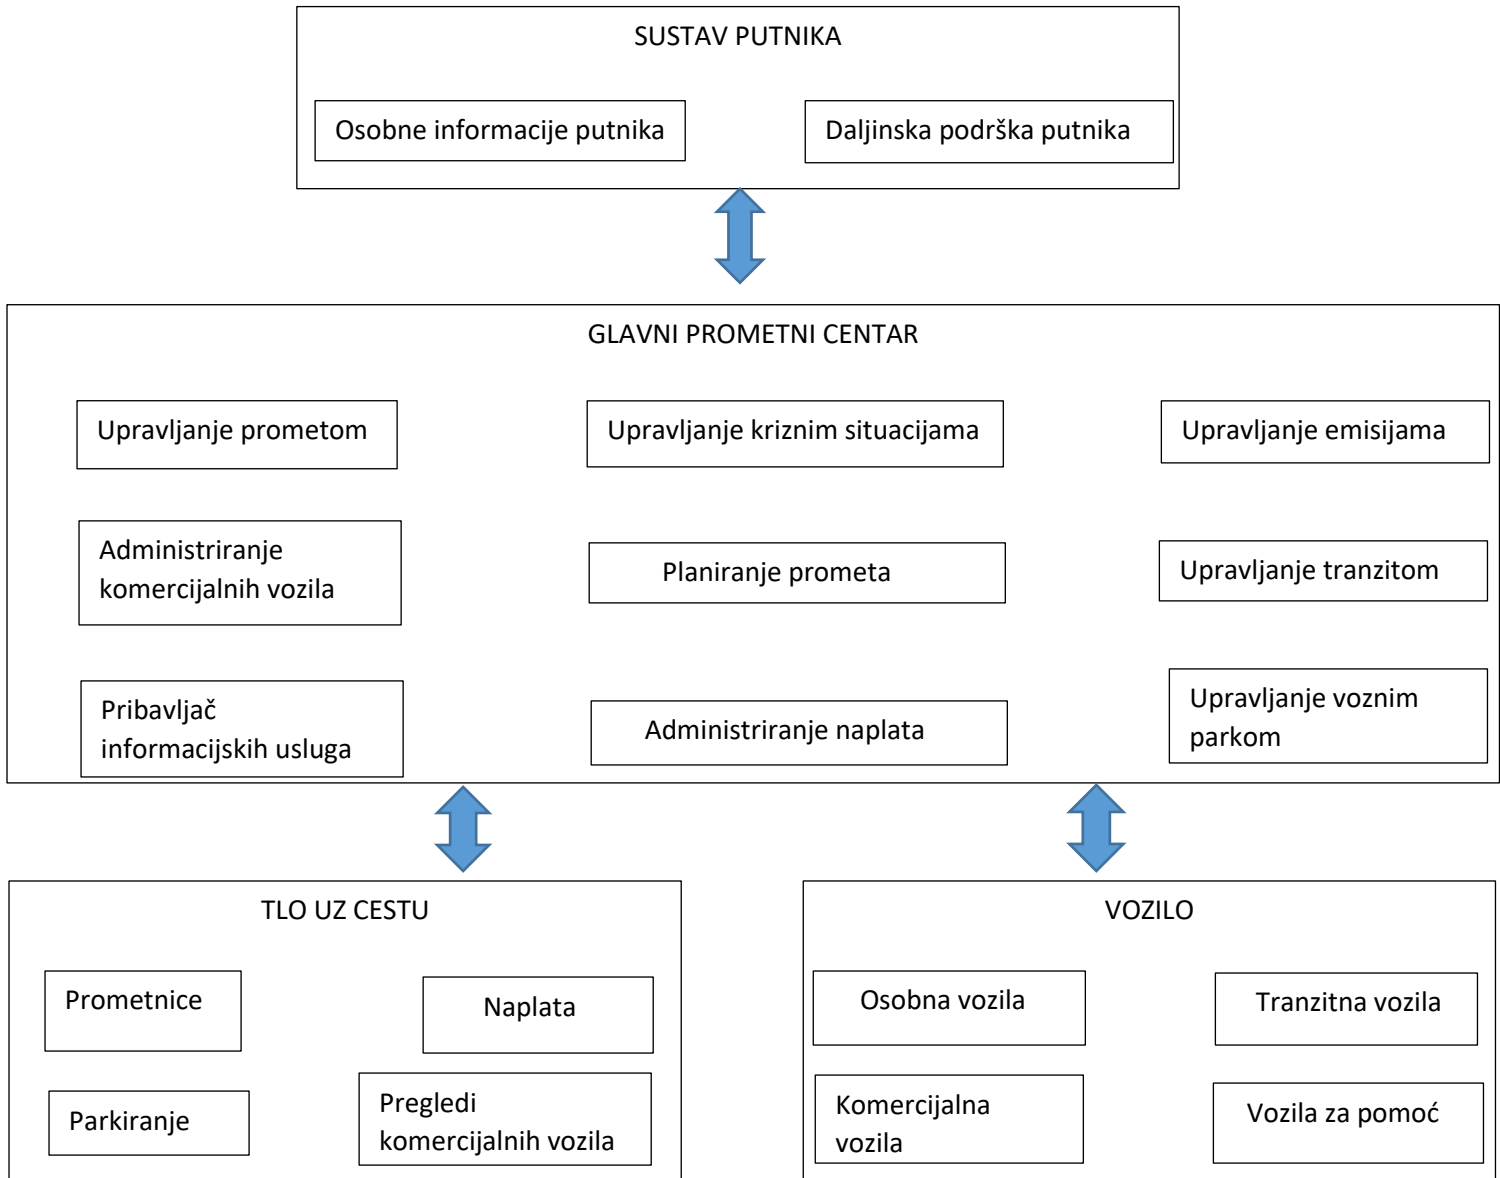 SUSTAV PUTNIKA
Osobne informacije putnika
Daljinska podrška putnika
GLAVNI PROMETNI CENTAR
Upravljanje prometom
Upravljanje kriznim situacijama
Upravljanje emisijama
Administriranje
komercijalnih vozila
Planiranje prometa
Upravljanje tranzitom
Pribavljač
informacijskih usluga
Administriranje naplata
Upravljanje voznim
parkom
TLO UZ CESTU
Prometnice
Naplata
Parkiranje
Pregledi
komercijalnih vozila
VOZILO
Osobna vozila
Tranzitna vozila
Komercijalna
vozila
Vozila za pomoć